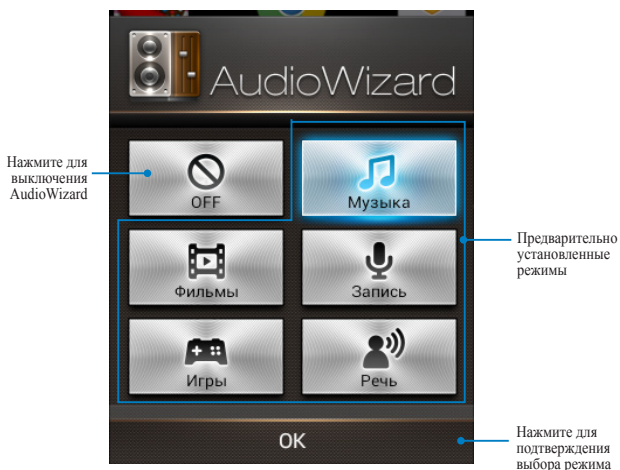 AudioWizard
Нажмите для
выключения
AudioWizard
OFF
Музыка
Фильмы
Запись
Предварительно
установленные
режимы
Игры
Речь
OK
Нажмите для
подтверждения
выбора режима